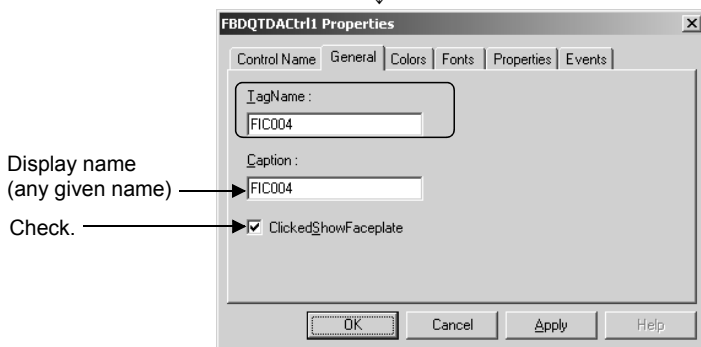 FBDQTDACtrl1 Properties
Control Name General Colors Fonts Properties Events
TagName :
FIC004
Caption :
Display name
(any given name)
FIC004
Check.
ClickedShowFaceplate
OK Cancel Apply Help